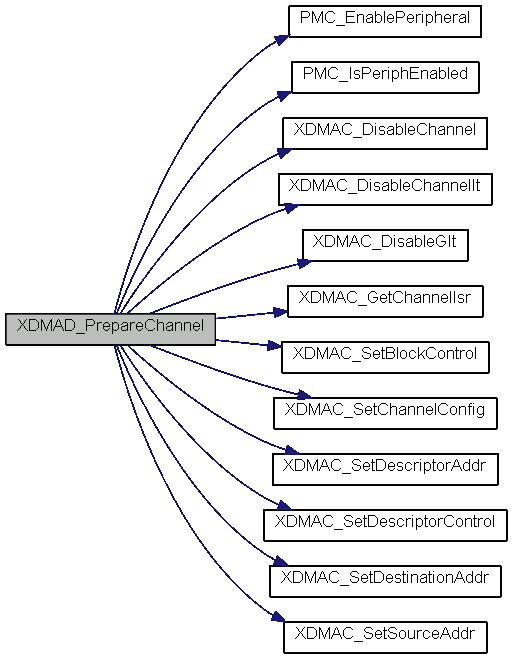 PMC_EnablePeripheral
PMC_IsPeriphEnabled
XDMAC_DisableChannel
XDMAC_DisableChannelIt
XDMAC_DisableGIt
XDMAC_GetChannelIsr
XDMAD_PrepareChannel
XDMAC_SetBlockControl
XDMAC_SetChannelConfig
XDMAC_SetDescriptorAddr
XDMAC_SetDescriptorControl
XDMAC_SetDestinationAddr
XDMAC_SetSourceAddr